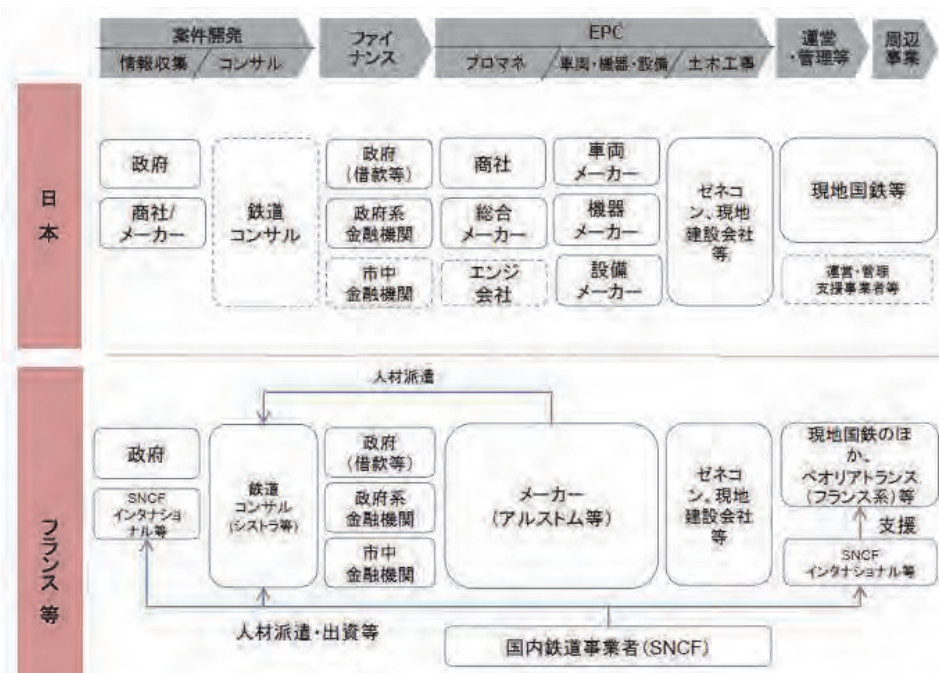 案件開発
情報収集
コンサル
ファイ
ナンス
EPC
プロマネ
車両・機器・設備
土木工事
運営
・管理等
周辺
事業
日本
政府
商社/
メーカー
鉄道
コンサル
政府
(借款等)
政府系
金融機関
市中
金融機関
商社
総合
メーカー
エンジ
会社
車両
メーカー
機器
メーカー
設備
メーカー
ゼネコ
ン、現地
建設会社
等
現地国鉄等
運営・管理
支援事業者等
フランス等
人材派遣
政府
SNCF
インタナショ
ナル等
鉄道
コンサル
(シストラ等)
政府
(借款等)
政府系
金融機関
市中
金融機関
メーカー
(アルストム等)
ゼネコ
ン、現地
建設会社
等
現地国鉄のほ
か、
ベオリアトランス
(フランス系)等
支援
SNCF
インタナショナル等
人材派遣・出資等
国内鉄道事業者(SNCF)